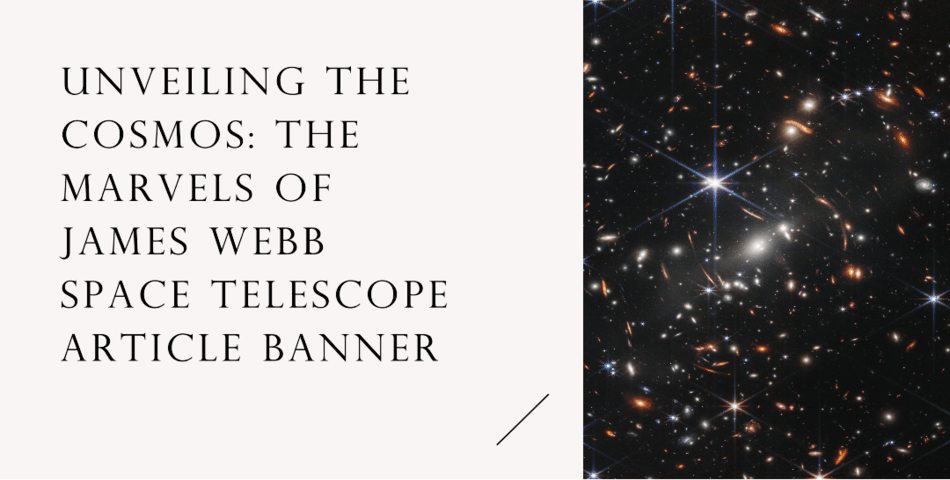 UNVEILING THE
COSMOS: THE
MARVELS OF
JAMES WEBB
SPACE TELESCOPE
ARTICLE BANNER